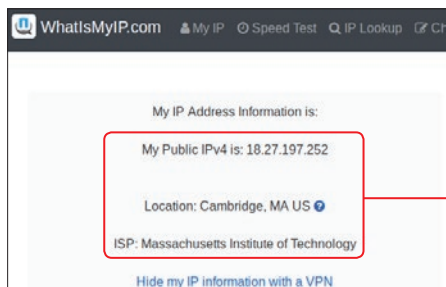 WhatIsMyIP.com My IP Speed Test IP Lookup Ch
My IP Address Information is:
My Public IPv4 is: 18.27.197.252
Location: Cambridge, MA US
ISP: Massachusetts Institute of Technology
Hide my IP information with a VPN